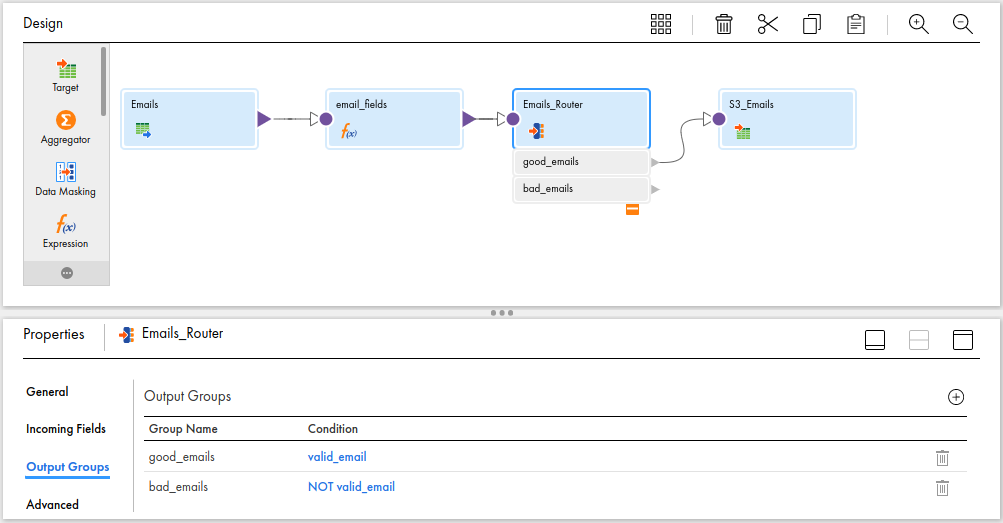 Design
Target
Aggregator
Data Masking
Expression
Emails
email_fields
f(x)
Emails_Router
good_emails
bad_emails
S3_Emails
Properties
Emails_Router
General
Incoming Fields
Output Groups
Advanced
Output Groups
Group Name Condition
good_emails valid_email
bad_emails NOT valid_email